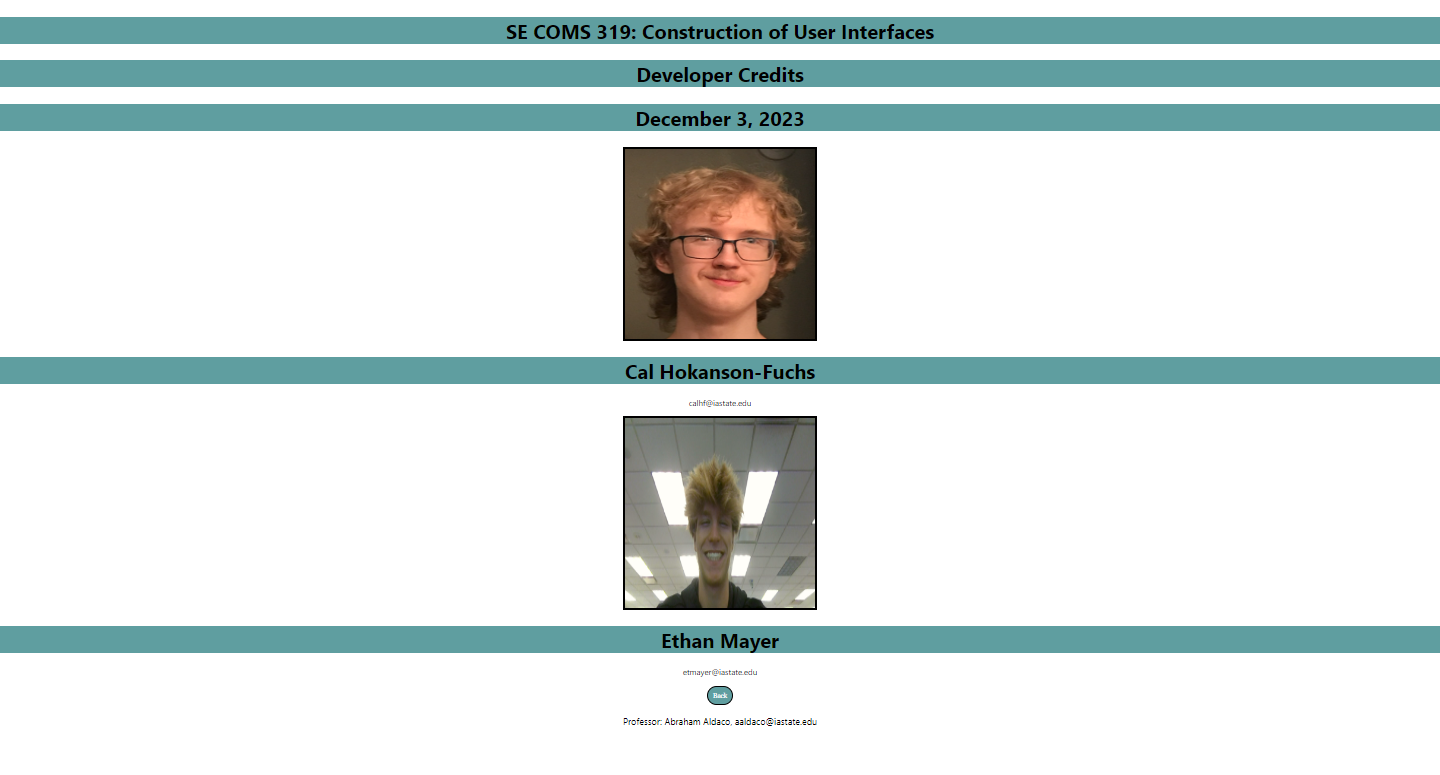 SE COMS 319: Construction of User Interfaces
Developer Credits
December 3, 2023
Cal Hokanson-Fuchs
calhf@iastate.edu
Ethan Mayer
etmayer@iastate.edu
Back
Professor: Abraham Aldaco, aaldaco@iastate.edu